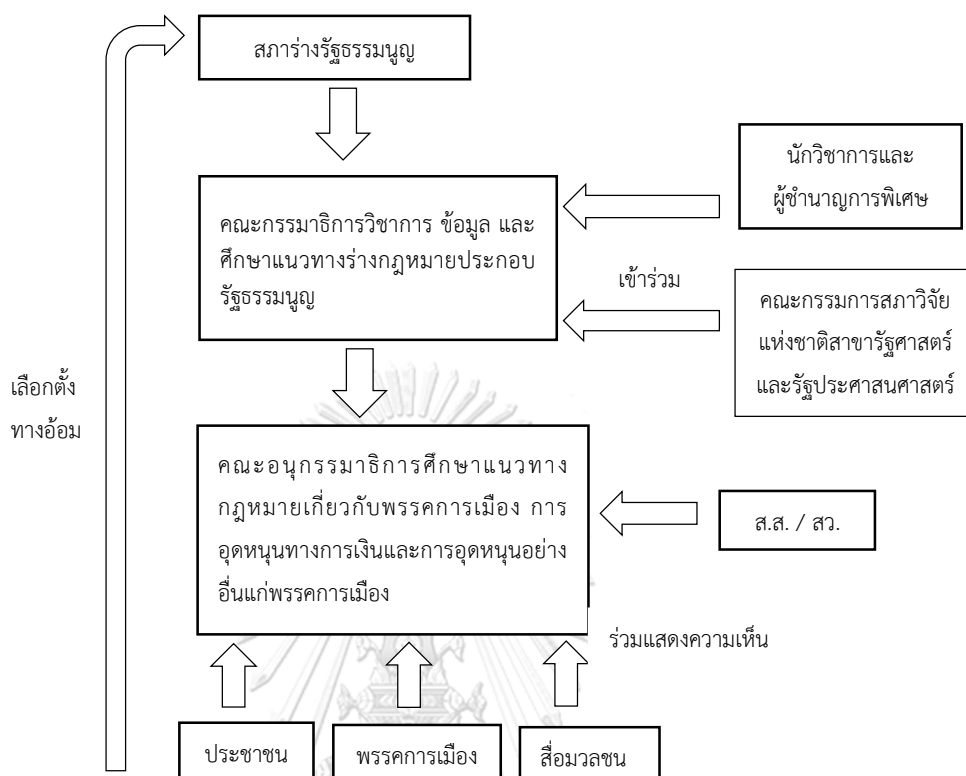 สภาร่างรัฐธรรมนูญ
นักวิชาการและ
ผู้ชำนาญการพิเศษ
คณะกรรมาธิการวิชาการ ข้อมูล และ
ศึกษาแนวทางร่างกฎหมายประกอบ
รัฐธรรมนูญ
เข้าร่วม
คณะกรรมการสภาวิจัย
แห่งชาติสาขารัฐศาสตร์
และรัฐประศาสนศาสตร์
เลือกตั้ง
ทางอ้อม
คณะอนุกรรมาธิการศึกษาแนวทาง
กฎหมายเกี่ยวกับพรรคการเมือง การ
อุดหนุนทางการเงินและการอุดหนุนอย่าง
อื่นแก่พรรคการเมือง
ส.ส. / สว.
ร่วมแสดงความเห็น
ประชาชน
พรรคการเมือง
สื่อมวลชน